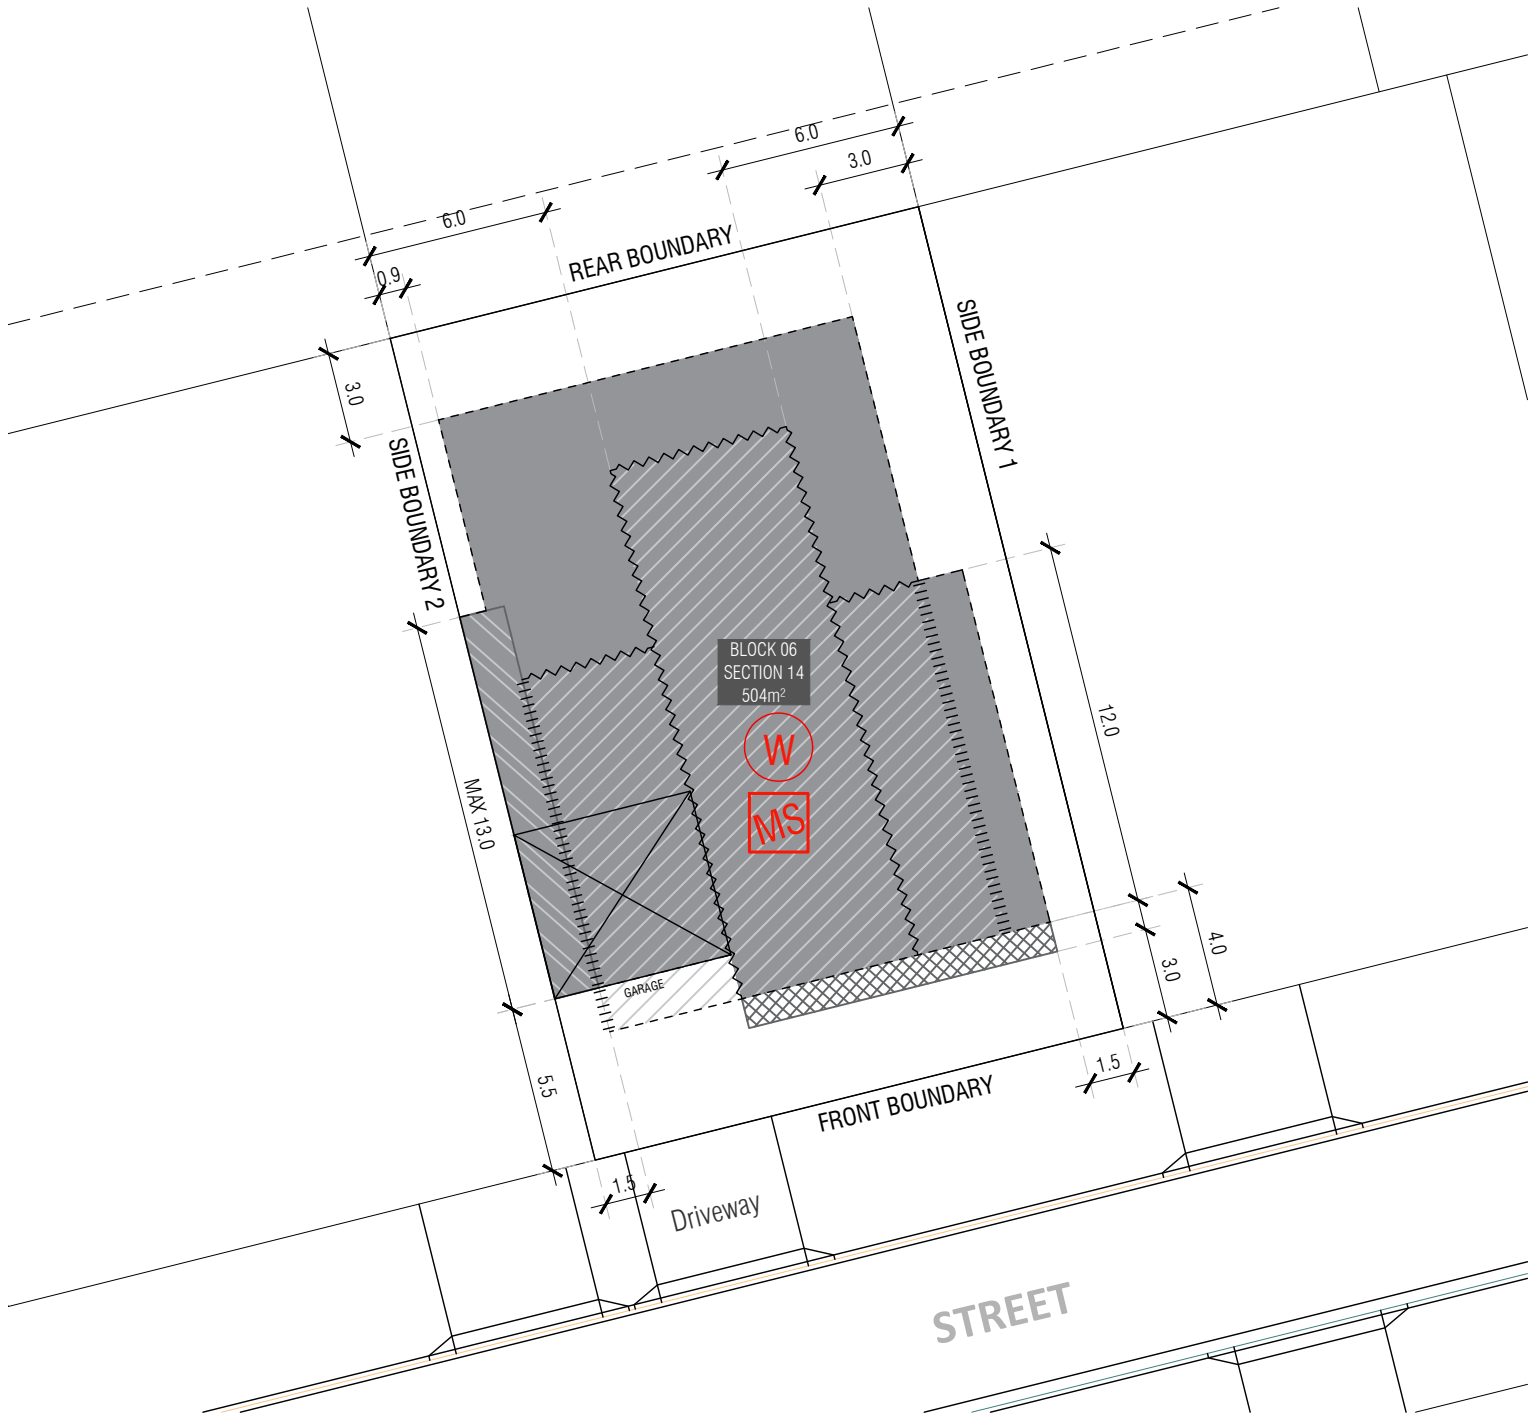 6.0
3.0
6.0
0.9
REAR BOUNDARY
3.0
SIDE BOUNDARY 1
SIDE BOUNDARY 2
BLOCK 06
SECTION 14
504m²
W
MS
12.0
MAX 13.0
4.0
3.0
GARAGE
5.5
1.5
FRONT BOUNDARY
1.5
Driveway
STREET